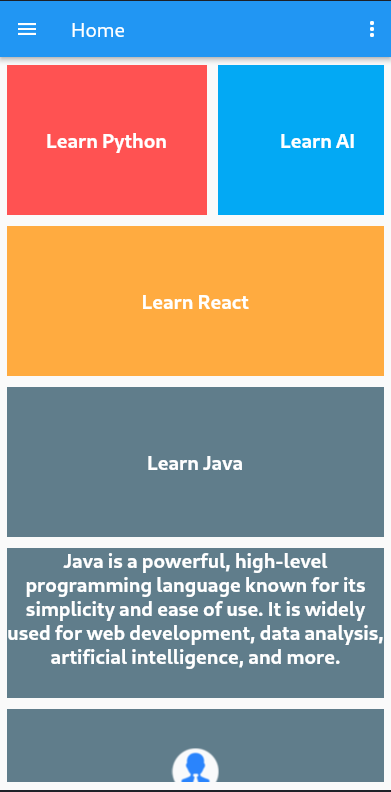 Home
Learn Python
Learn AI
Learn React
Learn Java
Java is a powerful, high-level
programming language known for its
simplicity and ease of use. It is widely
used for web development, data analysis,
artificial intelligence, and more.